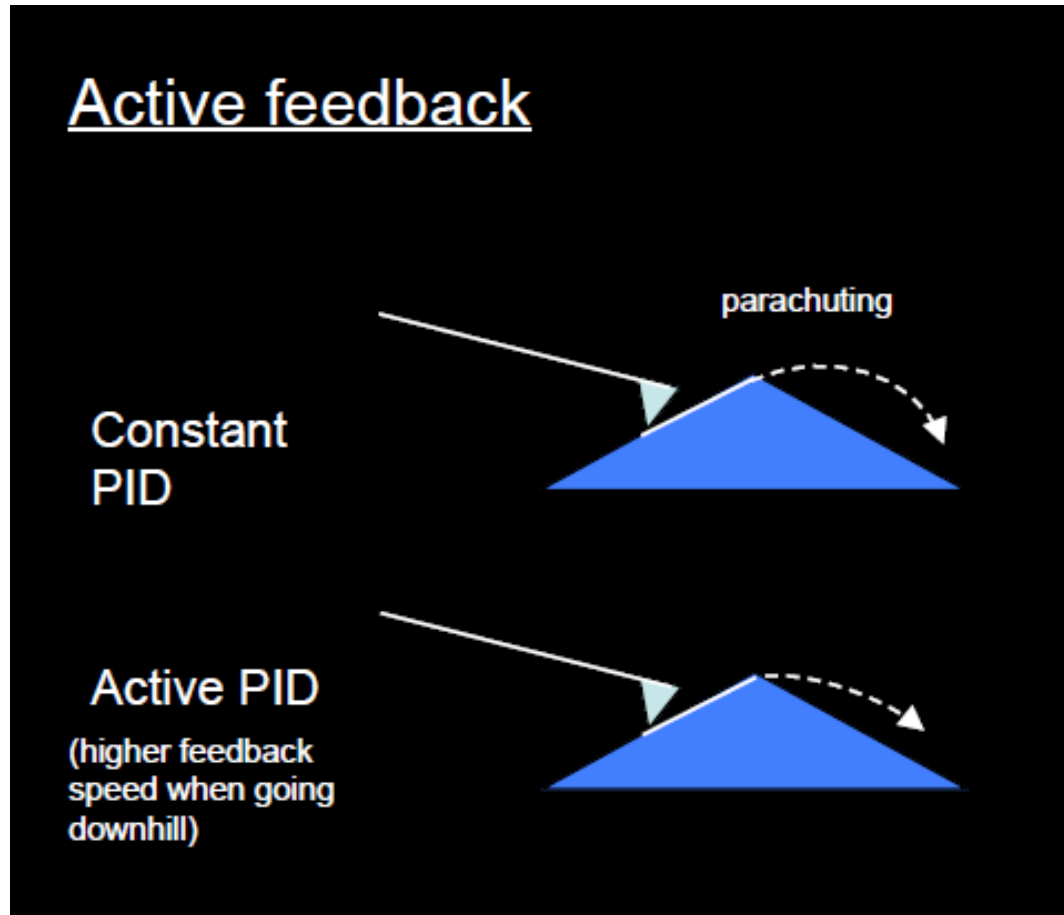 Active feedback
parachuting
Constant
PID
Active PID
(higher feedback
speed when going
downhill)